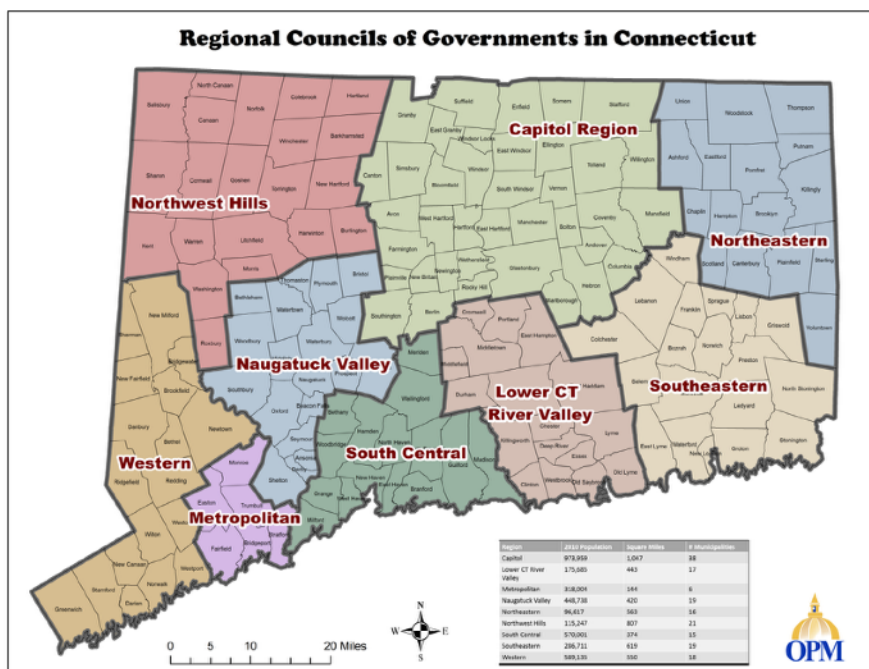 Regional Councils of Governments in Connecticut
North Canaan
Salisbury
Canaan
Norfolk
Colebrook
Hartland
Winchester
Barkhamsted
Sharon
Cornwall
Goshen
Torrington
New Hartford
Northwest Hills
Kent
Warren
Litchfield
Harwinton
Burlington
Morris
Washington
Roxbury
Granby
Suffield
Enfield
Somers
Stafford
East Granby
Windsor Locks
Capitol Region
East Windsor
Ellington
Canton
Simsbury
Bloomfield
Windsor
South Windsor
Vernon
Tolland
Willington
Avon
West Hartford
Hartford
East Hartford
Manchester
Bolton
Coventry
Mansfield
Farmington
Wethersfield
Newington
Glastonbury
Andover
Columbia
Plainville
New Britain
Rocky Hill
Hebron
Marlborough
Southington
Berlin
Union
Woodstock
Thompson
Ashford
Eastford
Pomfret
Putnam
Killingly
Chaplin
Hampton
Brooklyn
Northeastern
Scotland
Canterbury
Plainfield
Sterling
Voluntown
Thomaston
Plymouth
Bristol
Bethlehem
Watertown
Wolcott
Woodbury
Waterbury
Naugatuck Valley
Southbury
Naugatuck
Prospect
Oxford
Beacon Falls
Seymour
Ansonia
Derby
Shelton
New Milford
Sherman
Bridgewater
New Fairfield
Brookfield
Danbury
Bethel
Newtown
Western
Ridgefield
Redding
Wilton
New Canaan
Westport
Norwalk
Stamford
Darien
Greenwich
Monroe
Easton
Trumbull
Metropolitan
Fairfield
Bridgeport
Stratford
Meriden
Wallingford
Bethany
Hamden
North Haven
Woodbridge
South Central
Guilford
Madison
New Haven
East Haven
Branford
Orange
West Haven
Milford
Cromwell
Portland
East Hampton
Middletown
Middlefield
Durham
Haddam
Lower CT
River Valley
Chester
Killingworth
Deep River
Essex
Lyme
Clinton
Westbrook
Old Saybrook
Old Lyme
Windham
Lebanon
Sprague
Franklin
Lisbon
Griswold
Colchester
Bozrah
Norwich
Preston
Southeastern
North Stonington
Salem
Ledyard
East Lyme
Waterford
New London
Groton
Stonington
N
W E
S
0 5 10 20 Miles
Region 2010 Population Square Miles # Municipalities
Capitol 973,959 1,047 38
Lower CT River Valley 175,685 443 17
Metropolitan 318,004 144 6
Naugatuck Valley 448,738 420 19
Northeastern 96,617 563 16
Northwest Hills 115,247 807 21
South Central 570,001 374 15
Southeastern 286,711 619 19
Western 589,135 550 18
OPM